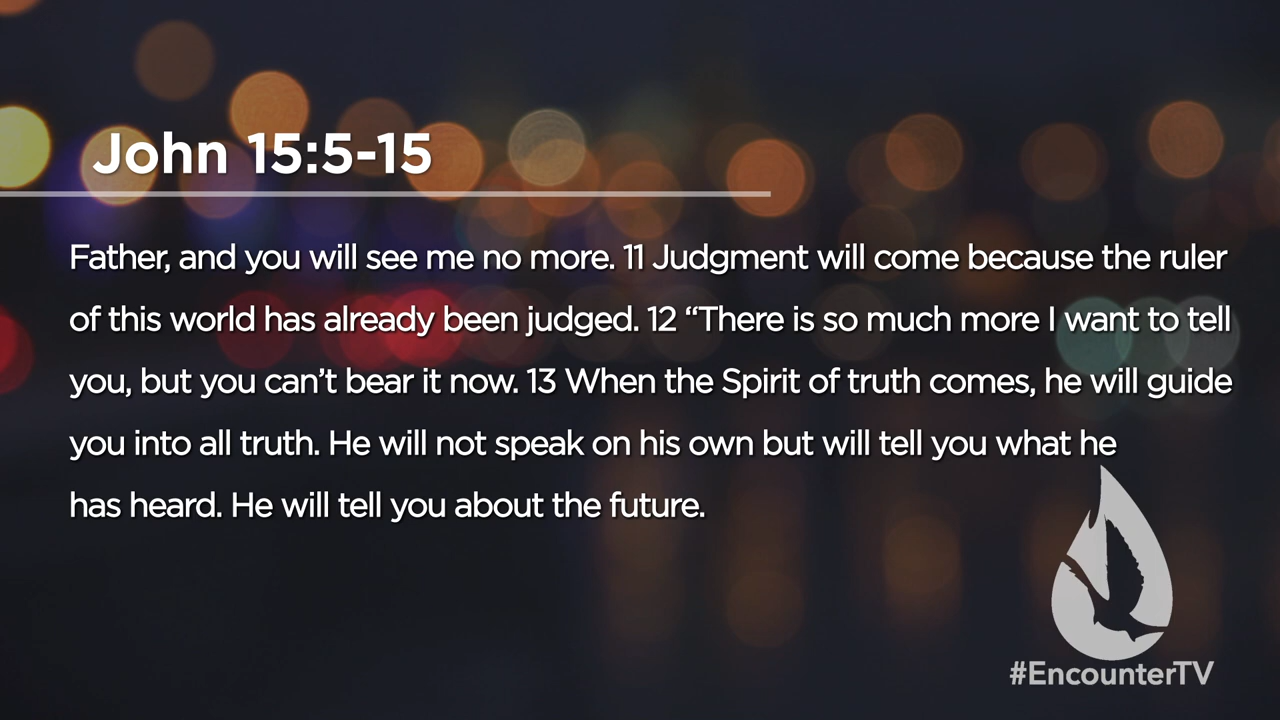 John 15:5-15
Father, and you will see me no more. 11 Judgment will come because the ruler
of this world has already been judged. 12 “There is so much more I want to tell
you, but you can’t bear it now. 13 When the Spirit of truth comes, he will guide
you into all truth. He will not speak on his own but will tell you what he
has heard. He will tell you about the future.
#EncounterTV